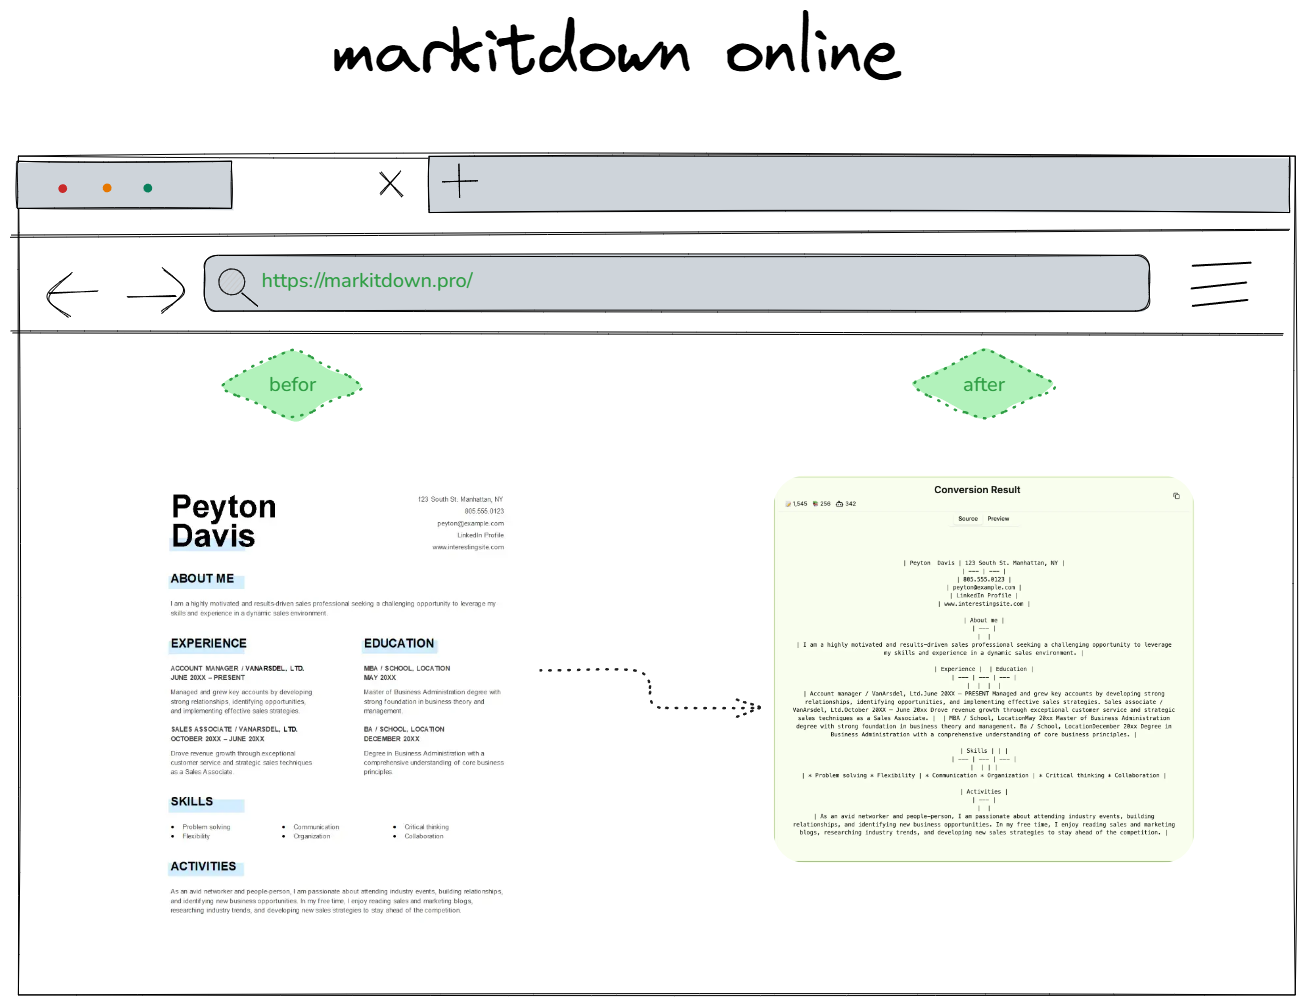 markitdown online
https://markitdown.pro/
befor
after
Peyton
Davis
123 South St. Manhattan, NY
805.555.0123
peyton@example.com
LinkedIn Profile
www.interestingsite.com
ABOUT ME
I am a highly motivated and results-driven sales professional seeking a challenging opportunity to leverage my
skills and experience in a dynamic sales environment.
EXPERIENCE
ACCOUNT MANAGER / VANARSDEL, LTD.
JUNE 20XX – PRESENT
Managed and grew key accounts by developing
strong relationships, identifying opportunities,
and implementing effective sales strategies.
SALES ASSOCIATE / VANARSDEL, LTD.
OCTOBER 20XX – JUNE 20XX
Drove revenue growth through exceptional
customer service and strategic sales techniques
as a Sales Associate.
EDUCATION
MBA / SCHOOL, LOCATION
MAY 20XX
Master of Business Administration degree with
strong foundation in business theory and
management.
BA / SCHOOL, LOCATION
DECEMBER 20XX
Degree in Business Administration with a
comprehensive understanding of core business
principles.
SKILLS
• Problem solving
• Flexibility
• Communication
• Organization
• Critical thinking
• Collaboration
ACTIVITIES
As an avid networker and people-person, I am passionate about attending industry events, building relationships,
and identifying new business opportunities. In my free time, I enjoy reading sales and marketing blogs,
researching industry trends, and developing new sales strategies to stay ahead of the competition.
Conversion Result
1,545 256 342
Source Preview
| Peyton Davis | 123 South St. Manhattan, NY |
| --- | --- |
| 805.555.0123 |
| peyton@example.com |
| LinkedIn Profile |
| www.interestingsite.com |
| About me |
| --- |
| |
| I am a highly motivated and results-driven sales professional seeking a challenging opportunity to leverage
my skills and experience in a dynamic sales environment. |
| Experience | | Education |
| --- | --- | --- |
| | | |
| Account manager / VanArsdel, Ltd.June 20XX – PRESENT Managed and grew key accounts by developing strong
relationships, identifying opportunities, and implementing effective sales strategies. Sales associate /
VanArsdel, Ltd.October 20XX – June 20xx Drove revenue growth through exceptional customer service and strategic
sales techniques as a Sales Associate. | | MBA / School, LocationMay 20xx Master of Business Administration
degree with strong foundation in business theory and management. Ba / School, LocationDecember 20xx Degree in
Business Administration with a comprehensive understanding of core business principles. |
| Skills | | |
| --- | --- | --- |
| | | |
| * Problem solving * Flexibility | * Communication * Organization | * Critical thinking * Collaboration |
| Activities |
| --- |
| |
| As an avid networker and people-person, I am passionate about attending industry events, building
relationships, and identifying new business opportunities. In my free time, I enjoy reading sales and marketing
blogs, researching industry trends, and developing new sales strategies to stay ahead of the competition. |